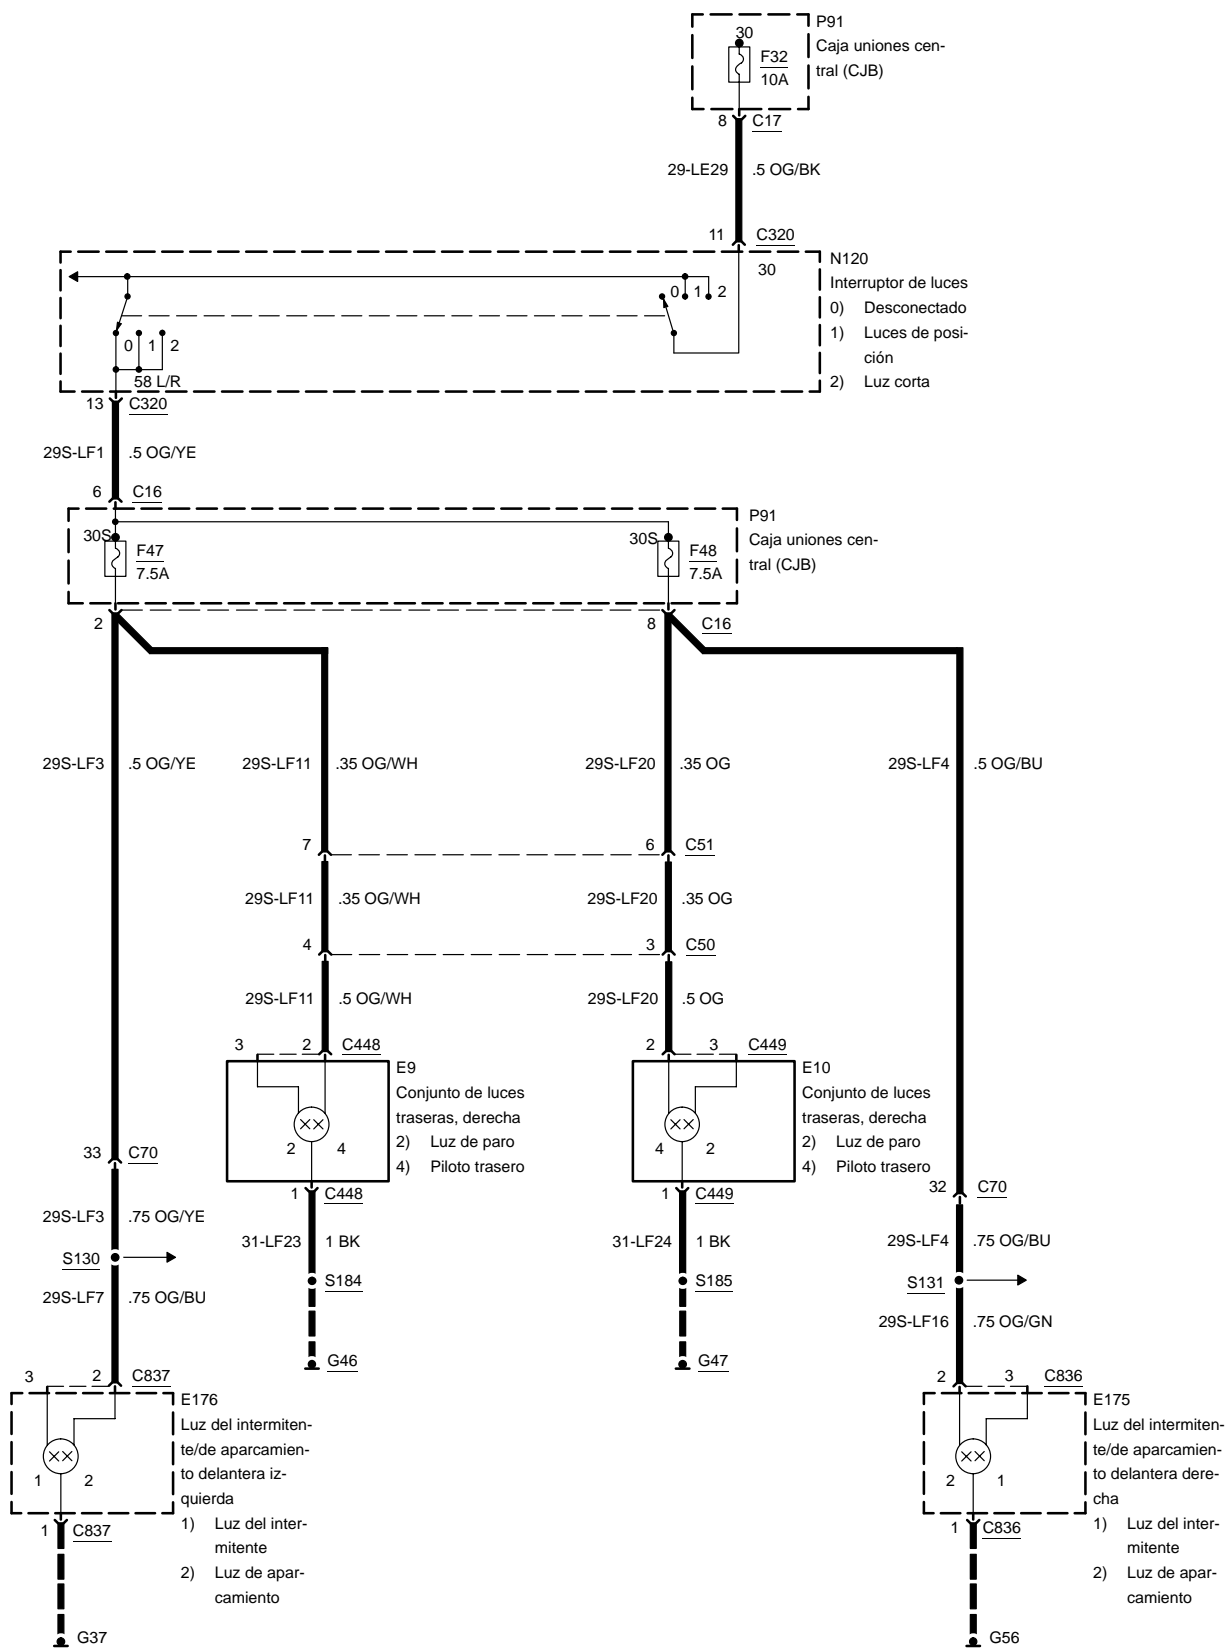 P91
30
Caja uniones cen-
F32
tral (CJB)
10A
8 C17
29-LE29 .5 OG/BK
11 C320
N120
30
Interruptor de luces
0 1 2
0) Desconectado
1) Luces de posi-
0 1 2
ción
58 L/R
2) Luz corta
13 C320
29S-LF1 .5 OG/YE
6 C16
P91
30S 30S
Caja uniones cen-
F47 F48
tral (CJB)
7.5A 7.5A
2 8 C16
29S-LF3 .5 OG/YE 29S-LF11 .35 OG/WH 29S-LF20 .35 OG 29S-LF4 .5 OG/BU
7 6 C51
29S-LF11 .35 OG/WH 29S-LF20 .35 OG
4 3 C50
29S-LF11 .5 OG/WH 29S-LF20 .5 OG
3 2 C448 2 3 C449
E9 E10
Conjunto de luces Conjunto de luces
traseras, derecha traseras, derecha
2 4 2) Luz de paro 4 2 2) Luz de paro
33 C70
4) Piloto trasero 4) Piloto trasero
32 C70
1 C448 1 C449
29S-LF3 .75 OG/YE
31-LF23 1 BK 31-LF24 1 BK 29S-LF4 .75 OG/BU
S130
S184 S185 S131
29S-LF7 .75 OG/BU
29S-LF16 .75 OG/GN
G46 G47
3 2 C837 2 3 C836
E176 E175
Luz del intermiten- Luz del intermiten-
te/de aparcamien- te/de aparcamien-
1 2 to delantera iz- 2 1 to delantera dere-
quierda cha
1 C837 1) Luz del inter- 1 C836 1) Luz del inter-
mitente mitente
2) Luz de apar- 2) Luz de apar-
camiento camiento
G37 G56